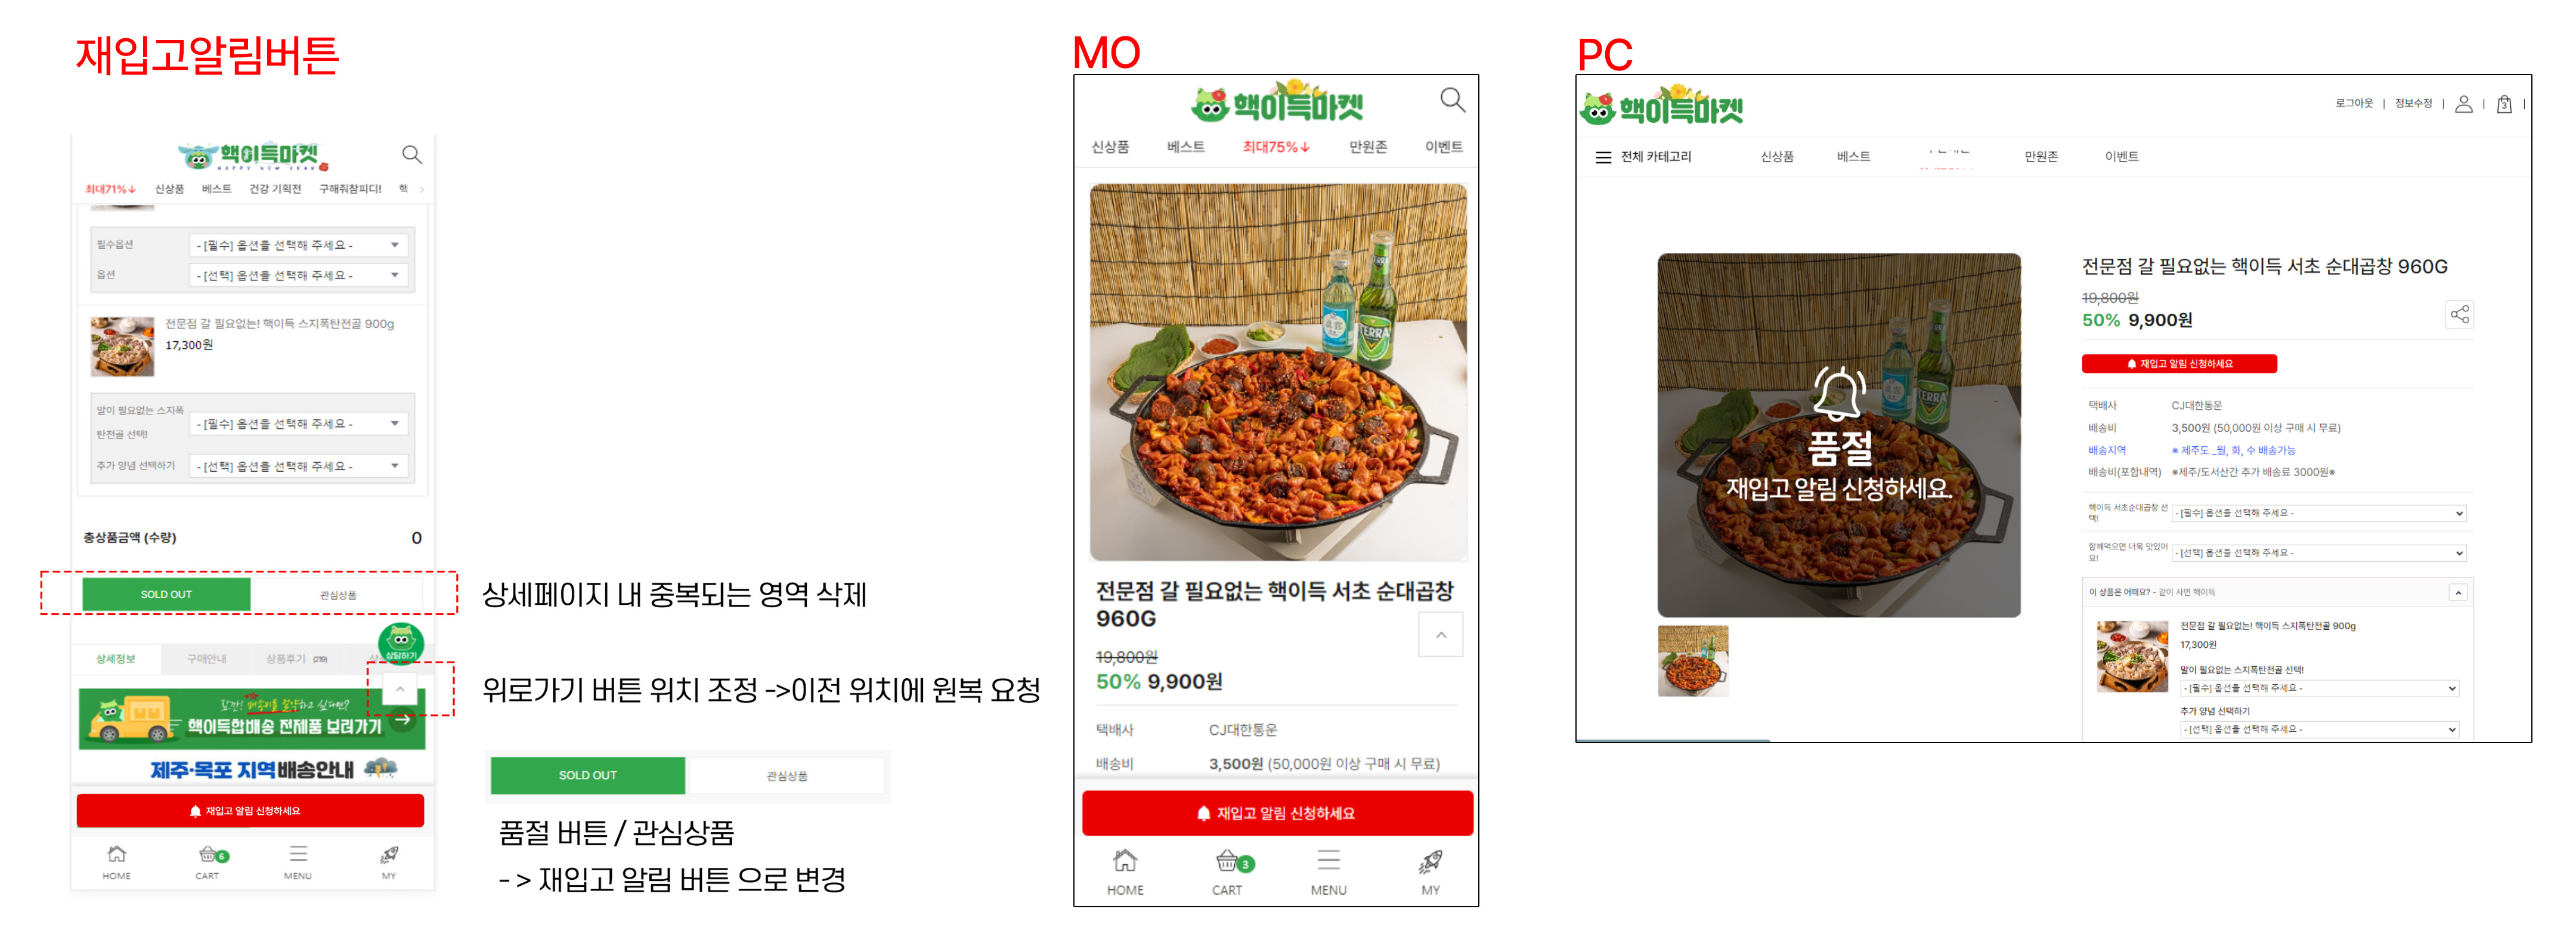 재입고알림버튼
핵이득마켓
HAPPY NEW YEAR
최대71%↓ 신상품 베스트 건강 기획전 구해줘참피디! 핵 >
필수옵션 - [필수] 옵션을 선택해 주세요 -
옵션 - [선택] 옵션을 선택해 주세요 -
전문점 갈 필요없는! 핵이득 스지폭탄전골 900g
17,300원
말이 필요없는 스지폭
탄전골 선택! - [필수] 옵션을 선택해 주세요 -
추가 양념 선택하기 - [선택] 옵션을 선택해 주세요 -
총상품금액 (수량) 0
SOLD OUT 관심상품
상담하기
상세정보 구매안내 상품후기 (219)
핵이득합배송 전제품 보러가기
제주·목포 지역배송안내
재입고 알림 신청하세요
6
HOME CART MENU MY
상세페이지 내 중복되는 영역 삭제
위로가기 버튼 위치 조정 ->이전 위치에 원복 요청
SOLD OUT 관심상품
품절 버튼 / 관심상품
- > 재입고 알림 버튼 으로 변경
MO
핵이득마켓
신상품 베스트 최대75%↓ 만원존 이벤트
TERRA
전문점 갈 필요없는 핵이득 서초 순대곱창
960G
19,800원
50% 9,900원
택배사 CJ대한통운
배송비 3,500원 (50,000원 이상 구매 시 무료)
재입고 알림 신청하세요
3
HOME CART MENU MY
PC
핵이득마켓
로그아웃 | 정보수정 | | 3 |
전체 카테고리 신상품 베스트 만원존 이벤트
TERRA
품절
재입고 알림 신청하세요.
전문점 갈 필요없는 핵이득 서초 순대곱창 960G
19,800원
50% 9,900원
재입고 알림 신청하세요
택배사 CJ대한통운
배송비 3,500원 (50,000원 이상 구매 시 무료)
배송지역 ※ 제주도 _월, 화, 수 배송가능
배송비(포함내역) ※제주/도서산간 추가 배송료 3000원※
핵이득 서초순대곱창 선
택! - [필수] 옵션을 선택해 주세요 -
함께먹으면 더욱 맛있어
요! - [선택] 옵션을 선택해 주세요 -
이 상품은 어때요? - 같이 사면 핵이득
전문점 갈 필요없는! 핵이득 스지폭탄전골 900g
17,300원
말이 필요없는 스지폭탄전골 선택!
- [필수] 옵션을 선택해 주세요 -
추가 양념 선택하기
- [선택] 옵션을 선택해 주세요 -